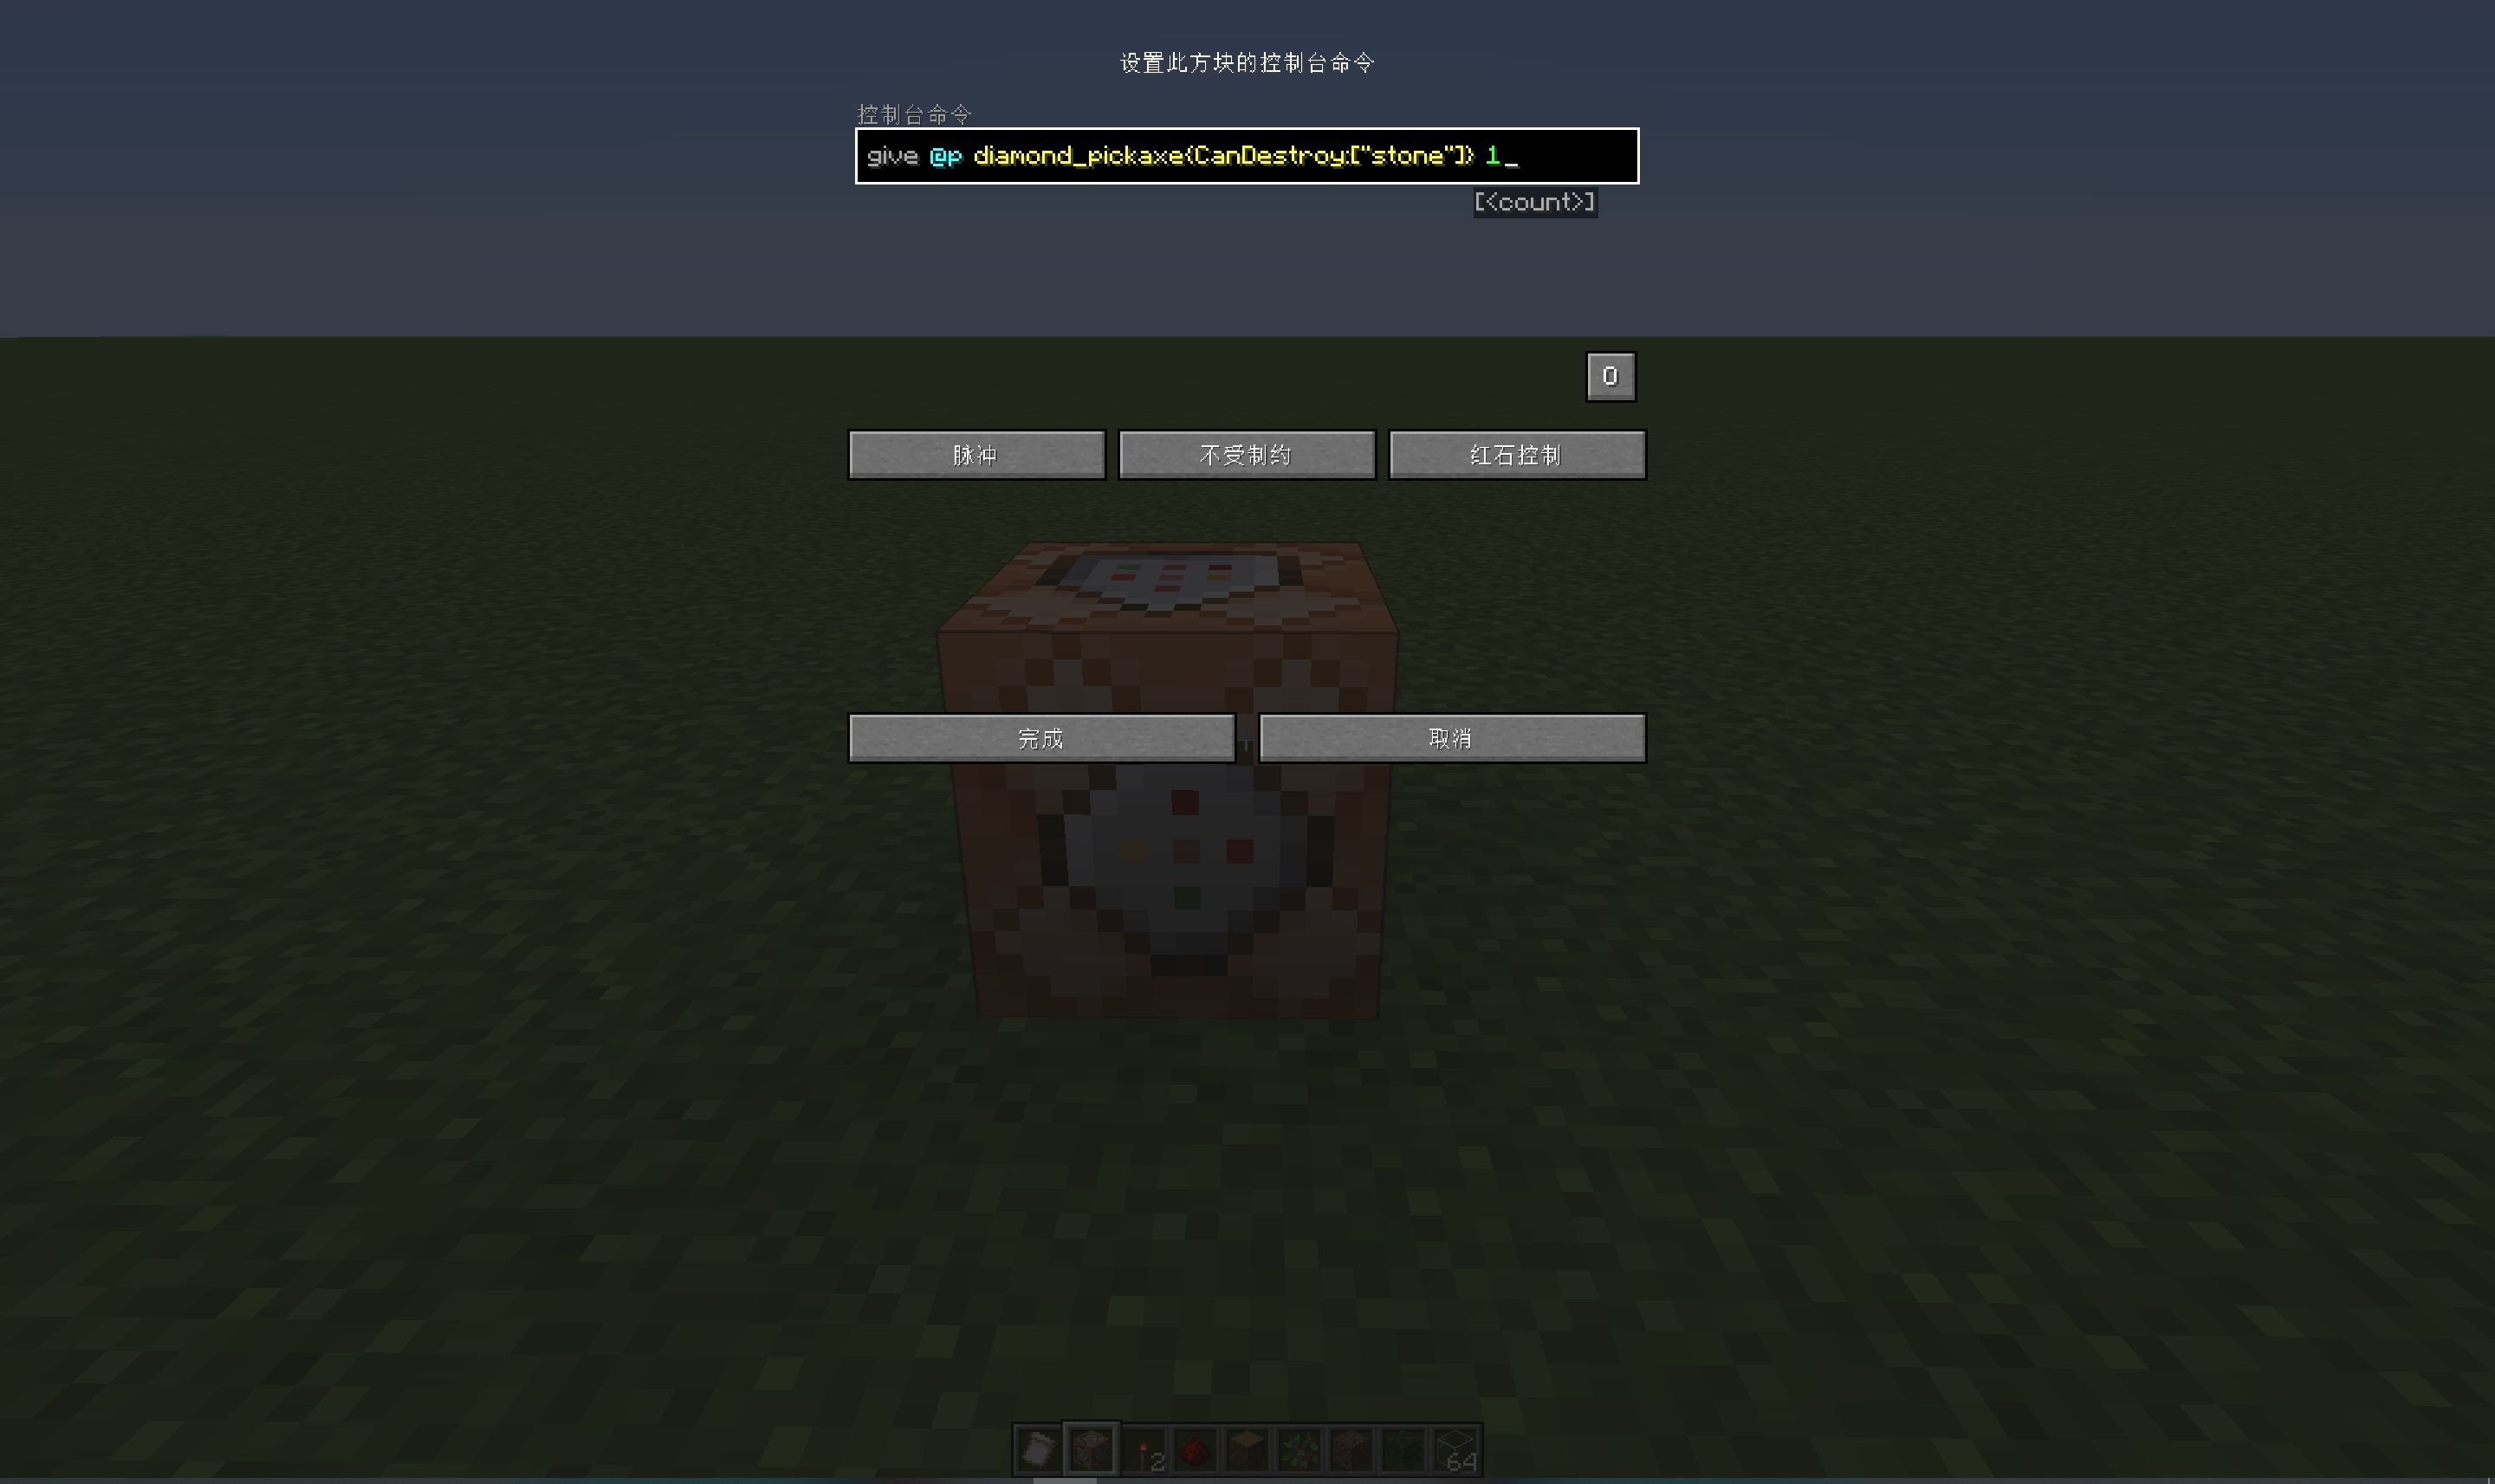 设置此方块的控制台命令
控制台命令
give @p diamond_pickaxe{CanDestroy:["stone"]} 1_
[<count>]
0
脉冲 不受制约 红石控制
完成 取消
2 64